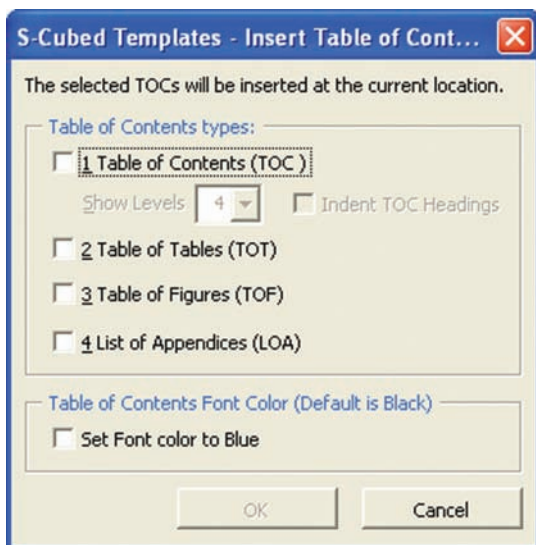 S-Cubed Templates - Insert Table of Cont...
The selected TOCs will be inserted at the current location.
Table of Contents types:
1 Table of Contents (TOC )
Show Levels 4 Indent TOC Headings
2 Table of Tables (TOT)
3 Table of Figures (TOF)
4 List of Appendices (LOA)
Table of Contents Font Color (Default is Black)
Set Font color to Blue
OK Cancel